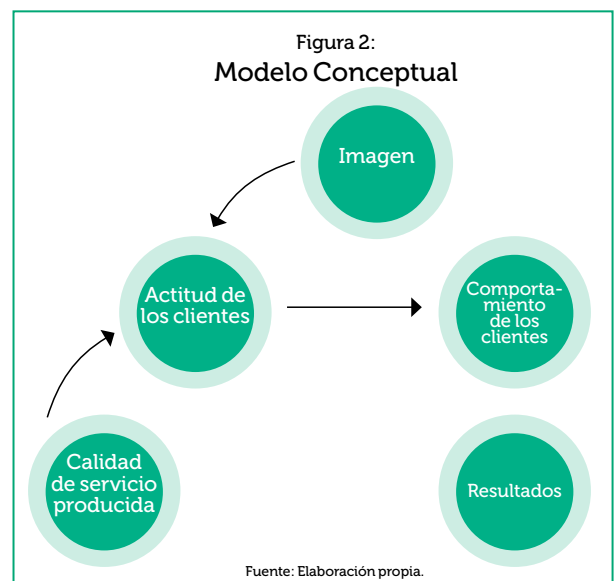 Figura 2:
Modelo Conceptual
Imagen
Actitud de
los clientes
Comporta-
miento
de los
clientes
Calidad
de servicio
producida
Resultados
Fuente: Elaboración propia.